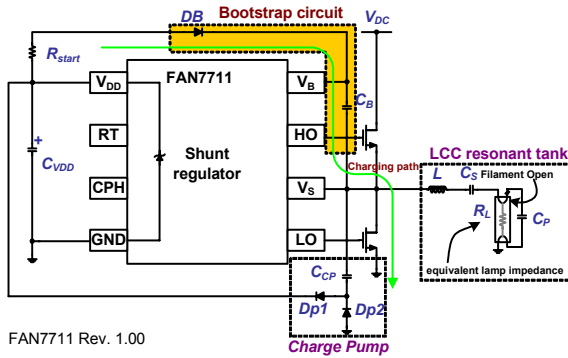 Bootstrap circuit
DB
VDC
Rstart
FAN7711
VDD
VB
CB
RT
HO
CVDD
Shunt
regulator
Charging path
LCC resonant tank
L
CS
Filament Open
CPH
VS
RL
CP
GND
LO
equivalent lamp impedance
CCP
Dp1
Dp2
FAN7711 Rev. 1.00
Charge Pump